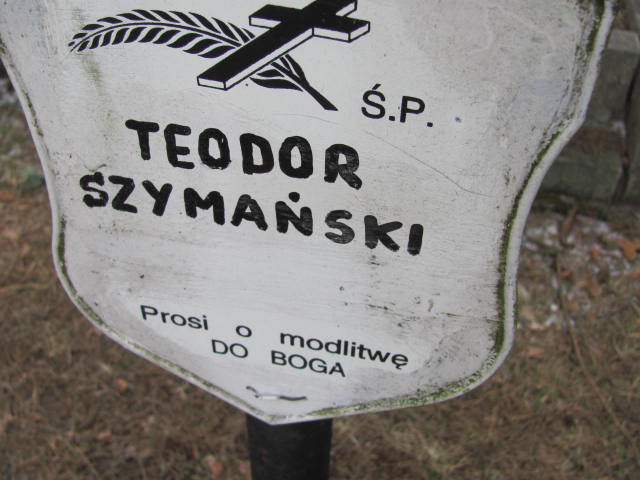 Ś.P.
TEODOR
SZYMAŃSKI
Prosi o modlitwę
DO BOGA